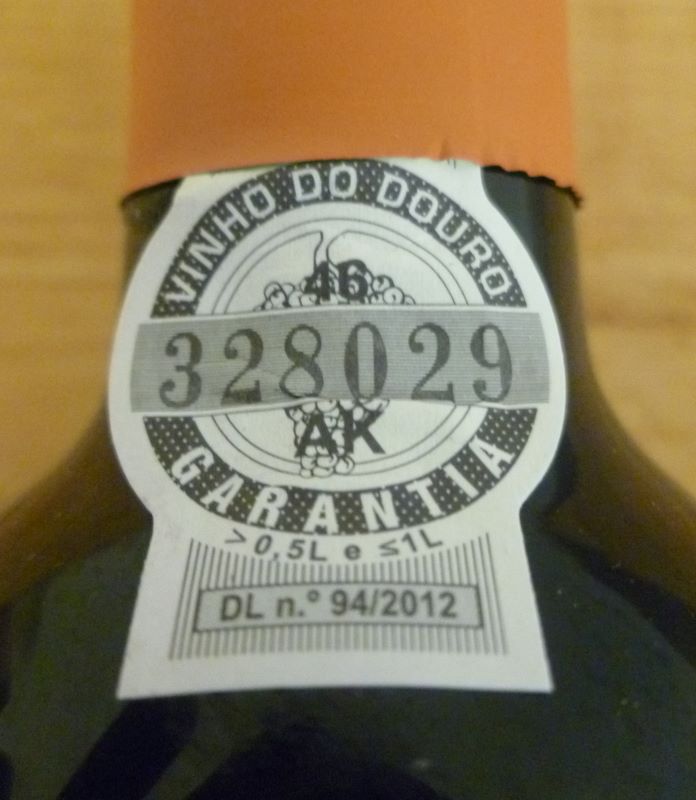 VINHO DO DOURO
46
328029
AK
GARANTIA
>0,5L e ≤1L
DL n.º 94/2012